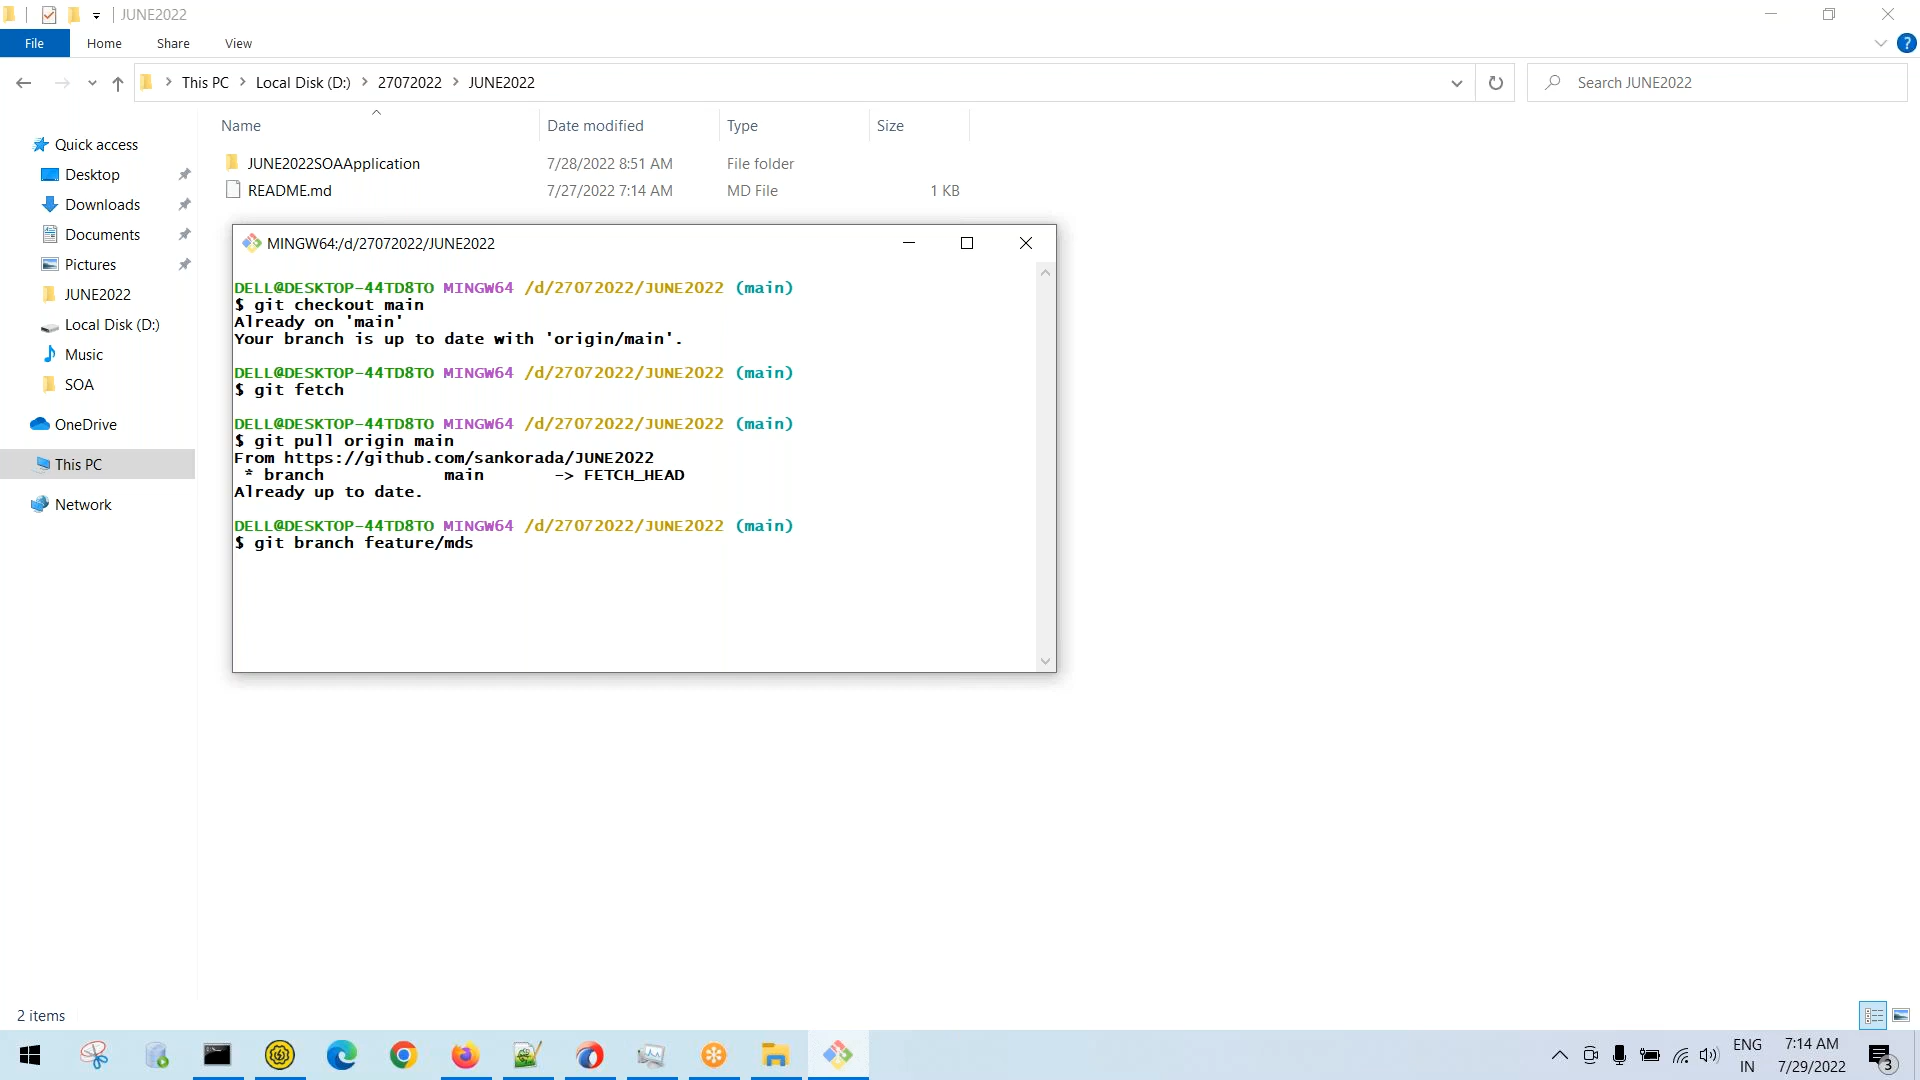 JUNE2022
File Home Share View
This PC Local Disk (D:) 27072022 JUNE2022
Search JUNE2022
Name Date modified Type Size
JUNE2022SOAApplication 7/28/2022 8:51 AM File folder
README.md 7/27/2022 7:14 AM MD File 1 KB
Quick access
Desktop
Downloads
Documents
Pictures
JUNE2022
Local Disk (D:)
Music
SOA
OneDrive
This PC
Network
MINGW64:/d/27072022/JUNE2022
DELL@DESKTOP-44TD8TO MINGW64 /d/27072022/JUNE2022 (main)
$ git checkout main
Already on 'main'
Your branch is up to date with 'origin/main'.
DELL@DESKTOP-44TD8TO MINGW64 /d/27072022/JUNE2022 (main)
$ git fetch
DELL@DESKTOP-44TD8TO MINGW64 /d/27072022/JUNE2022 (main)
$ git pull origin main
From https://github.com/sankorada/JUNE2022
* branch main -> FETCH_HEAD
Already up to date.
DELL@DESKTOP-44TD8TO MINGW64 /d/27072022/JUNE2022 (main)
$ git branch feature/mds
2 items
ENG
IN
7:14 AM
7/29/2022
3